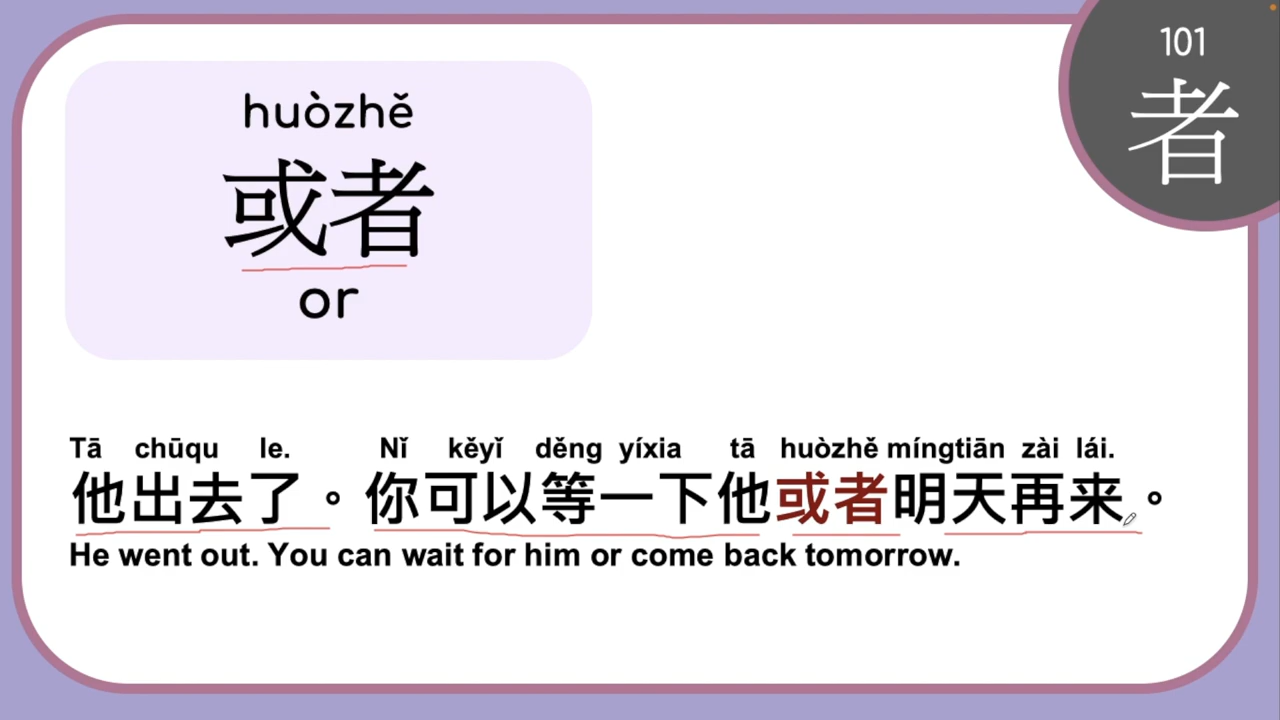 101
者
huòzhě
或者
or
Tā chūqu le. Nǐ kěyǐ děng yíxia tā huòzhě míngtiān zài lái.
他出去了。你可以等一下他或者明天再来。
He went out. You can wait for him or come back tomorrow.